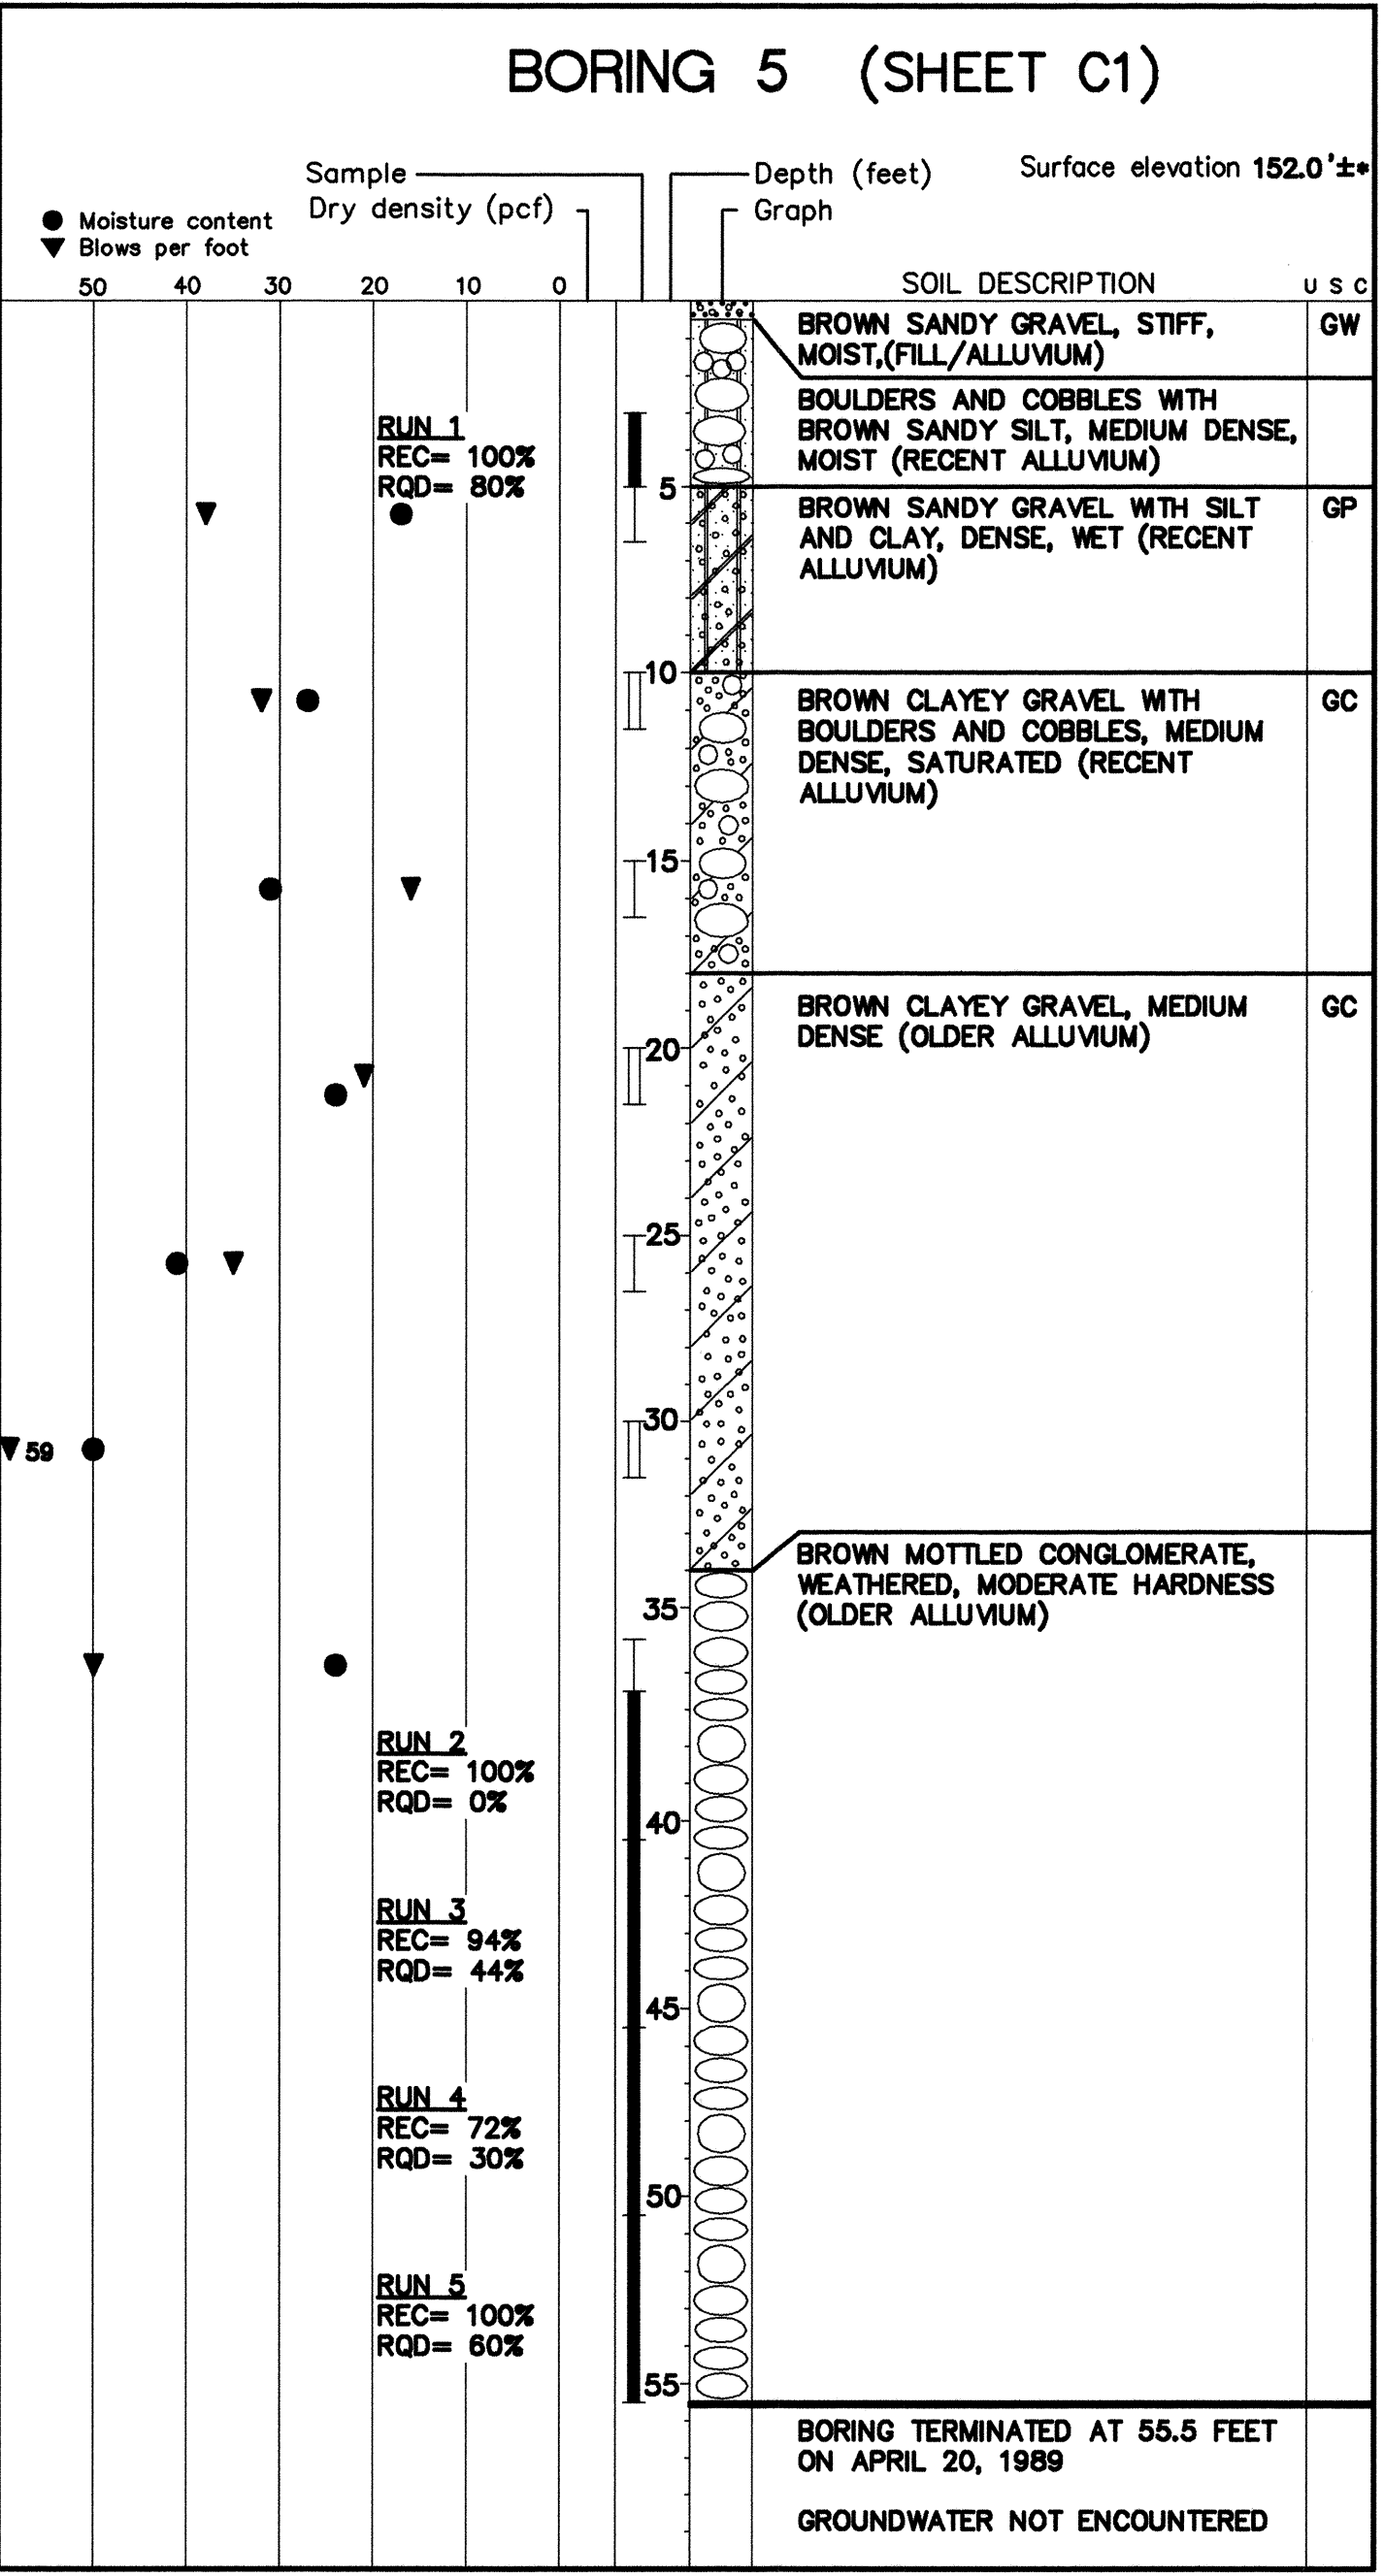 BORING 5 (SHEET C1)
Sample
Depth (feet)
Surface elevation 152.0'±*
Dry density (pcf)
Graph
Moisture content
Blows per foot
50 40 30 20 10 0
SOIL DESCRIPTION
U S C
BROWN SANDY GRAVEL, STIFF,
MOIST,(FILL/ALLUVIUM)
GW
BOULDERS AND COBBLES WITH
BROWN SANDY SILT, MEDIUM DENSE,
MOIST (RECENT ALLUVIUM)
RUN 1
REC= 100%
RQD= 80%
5
BROWN SANDY GRAVEL WITH SILT
AND CLAY, DENSE, WET (RECENT
ALLUVIUM)
GP
10
BROWN CLAYEY GRAVEL WITH
BOULDERS AND COBBLES, MEDIUM
DENSE, SATURATED (RECENT
ALLUVIUM)
GC
15
BROWN CLAYEY GRAVEL, MEDIUM
DENSE (OLDER ALLUVIUM)
GC
20
25
30
59
BROWN MOTTLED CONGLOMERATE,
WEATHERED, MODERATE HARDNESS
(OLDER ALLUVIUM)
35
RUN 2
REC= 100%
RQD= 0%
40
RUN 3
REC= 94%
RQD= 44%
45
RUN 4
REC= 72%
RQD= 30%
50
RUN 5
REC= 100%
RQD= 60%
55
BORING TERMINATED AT 55.5 FEET
ON APRIL 20, 1989
GROUNDWATER NOT ENCOUNTERED